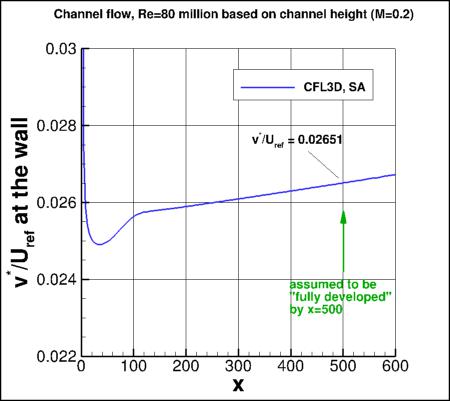 Channel flow, Re=80 million based on channel height (M=0.2)
0.03
CFL3D, SA
0.028
v*/Uref = 0.02651
v*/Uref at the wall
0.026
0.024
assumed to be
"fully developed"
by x=500
0.022
0 100 200 300 400 500 600
x